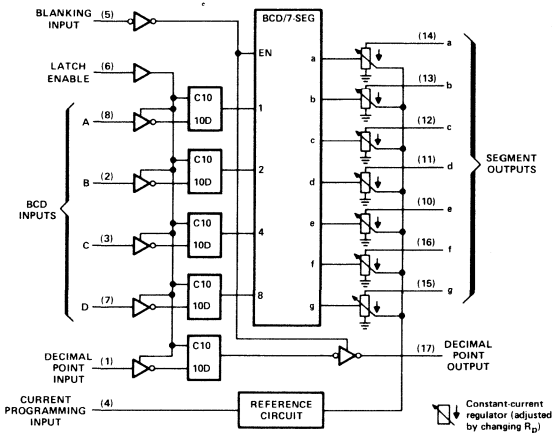 BLANKING
INPUT
(5)
BCD/7-SEG
EN
(14) a
LATCH
ENABLE
(6)
a
(13) b
A (8)
C10
10D
1
b
(12) c
c
(11) d
B (2)
C10
10D
2
d
SEGMENT
OUTPUTS
BCD
INPUTS
(10) e
C (3)
C10
10D
4
e
(16) f
f
(15) g
D (7)
C10
10D
8
g
DECIMAL
POINT
INPUT
(1)
C10
10D
(17)
DECIMAL
POINT
OUTPUT
CURRENT
PROGRAMMING
INPUT
(4)
REFERENCE
CIRCUIT
Constant-current
regulator (adjusted
by changing Rp)